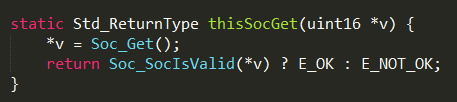 static Std_ReturnType thisSocGet(uint16 *v) {
    *v = Soc_Get();
    return Soc_SocIsValid(*v) ? E_OK : E_NOT_OK;
}